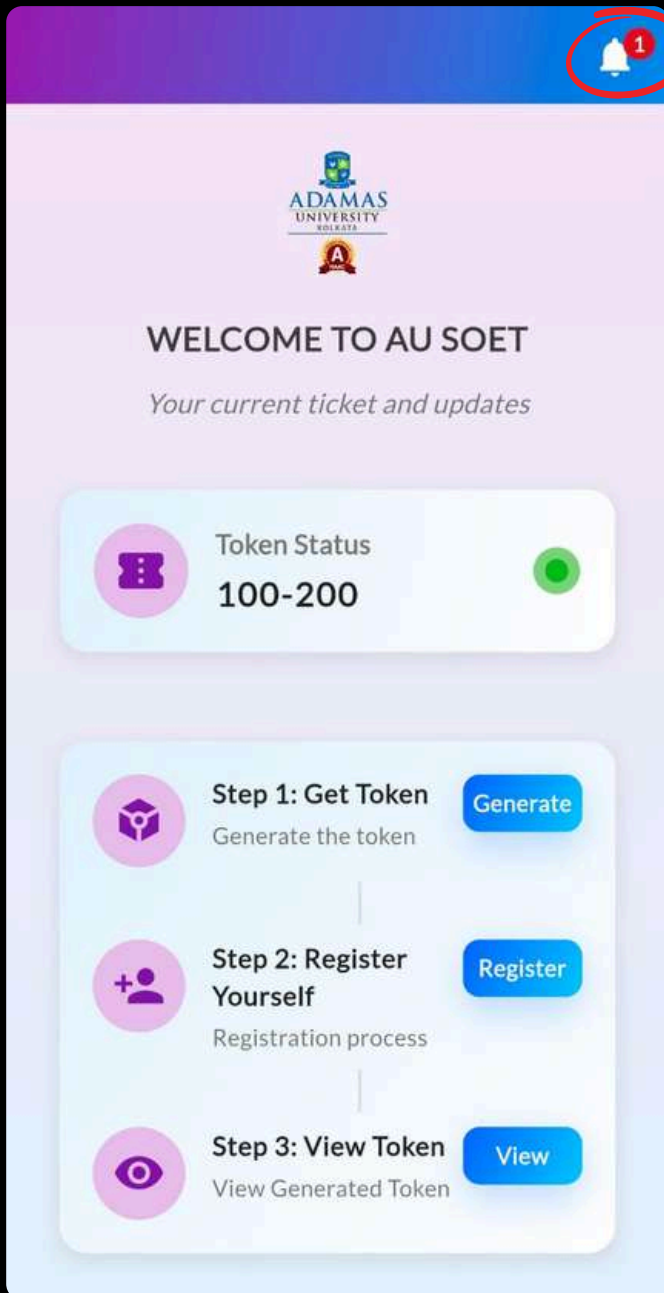 1
ADAMAS
UNIVERSITY
KOLKATA
A
NAAC
WELCOME TO AU SOET
Your current ticket and updates
Token Status
100-200
Step 1: Get Token
Generate
Generate the token
Step 2: Register
Yourself
Register
Registration process
Step 3: View Token
View
View Generated Token